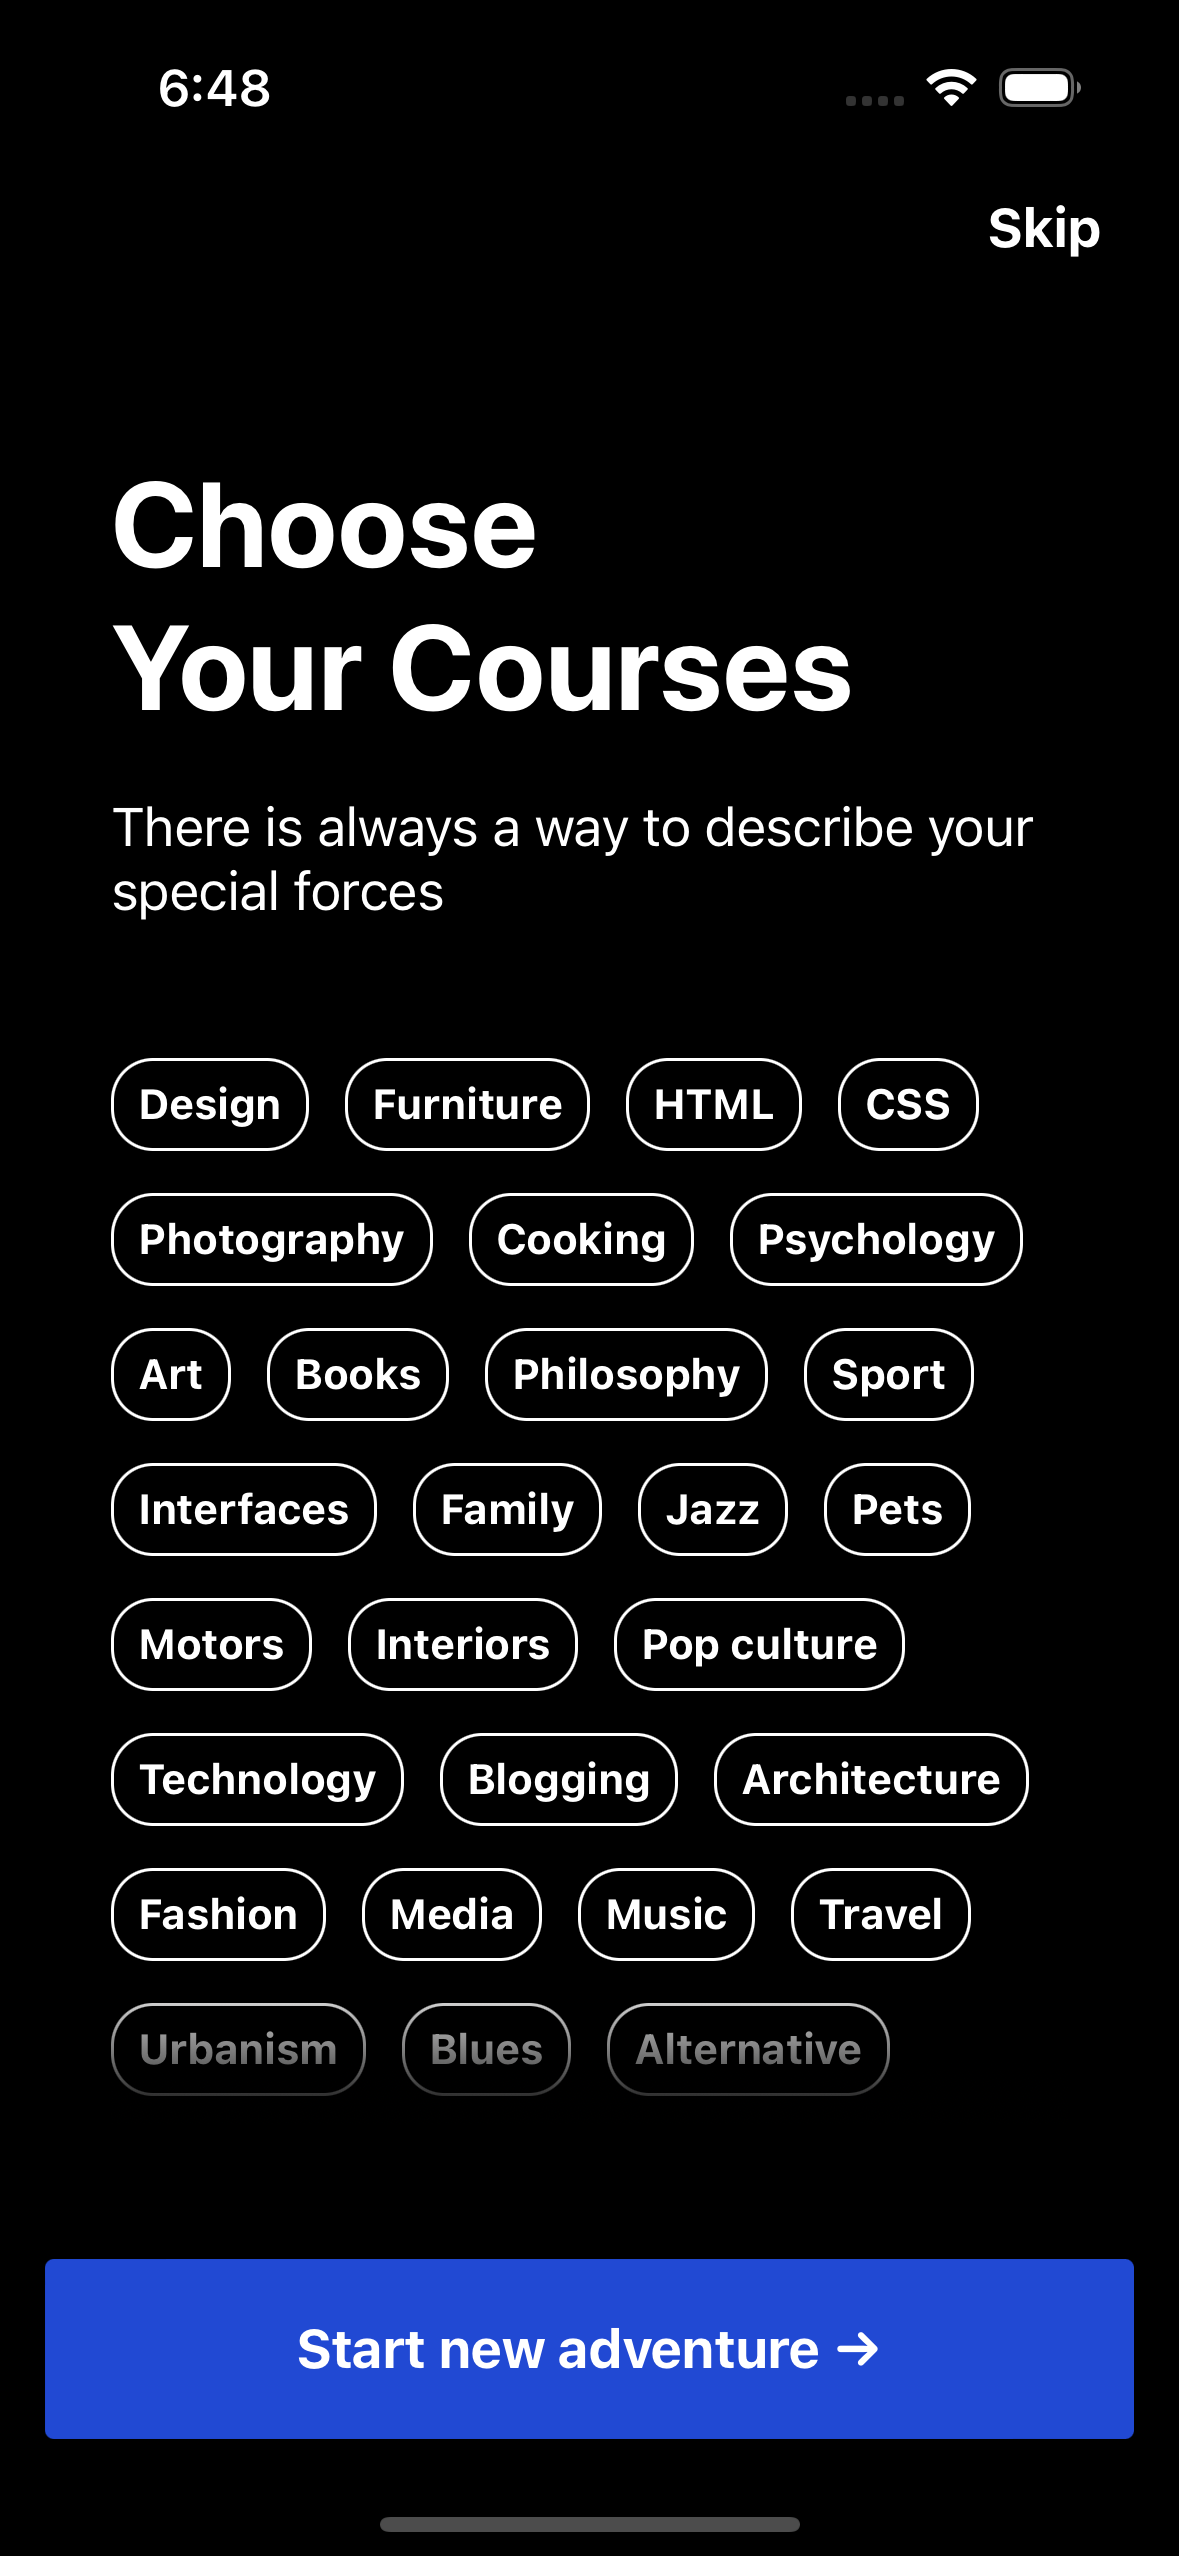 6:48
Skip
Choose
Your Courses
There is always a way to describe your
special forces
Design Furniture HTML CSS
Photography Cooking Psychology
Art Books Philosophy Sport
Interfaces Family Jazz Pets
Motors Interiors Pop culture
Technology Blogging Architecture
Fashion Media Music Travel
Urbanism Blues Alternative
Start new adventure →